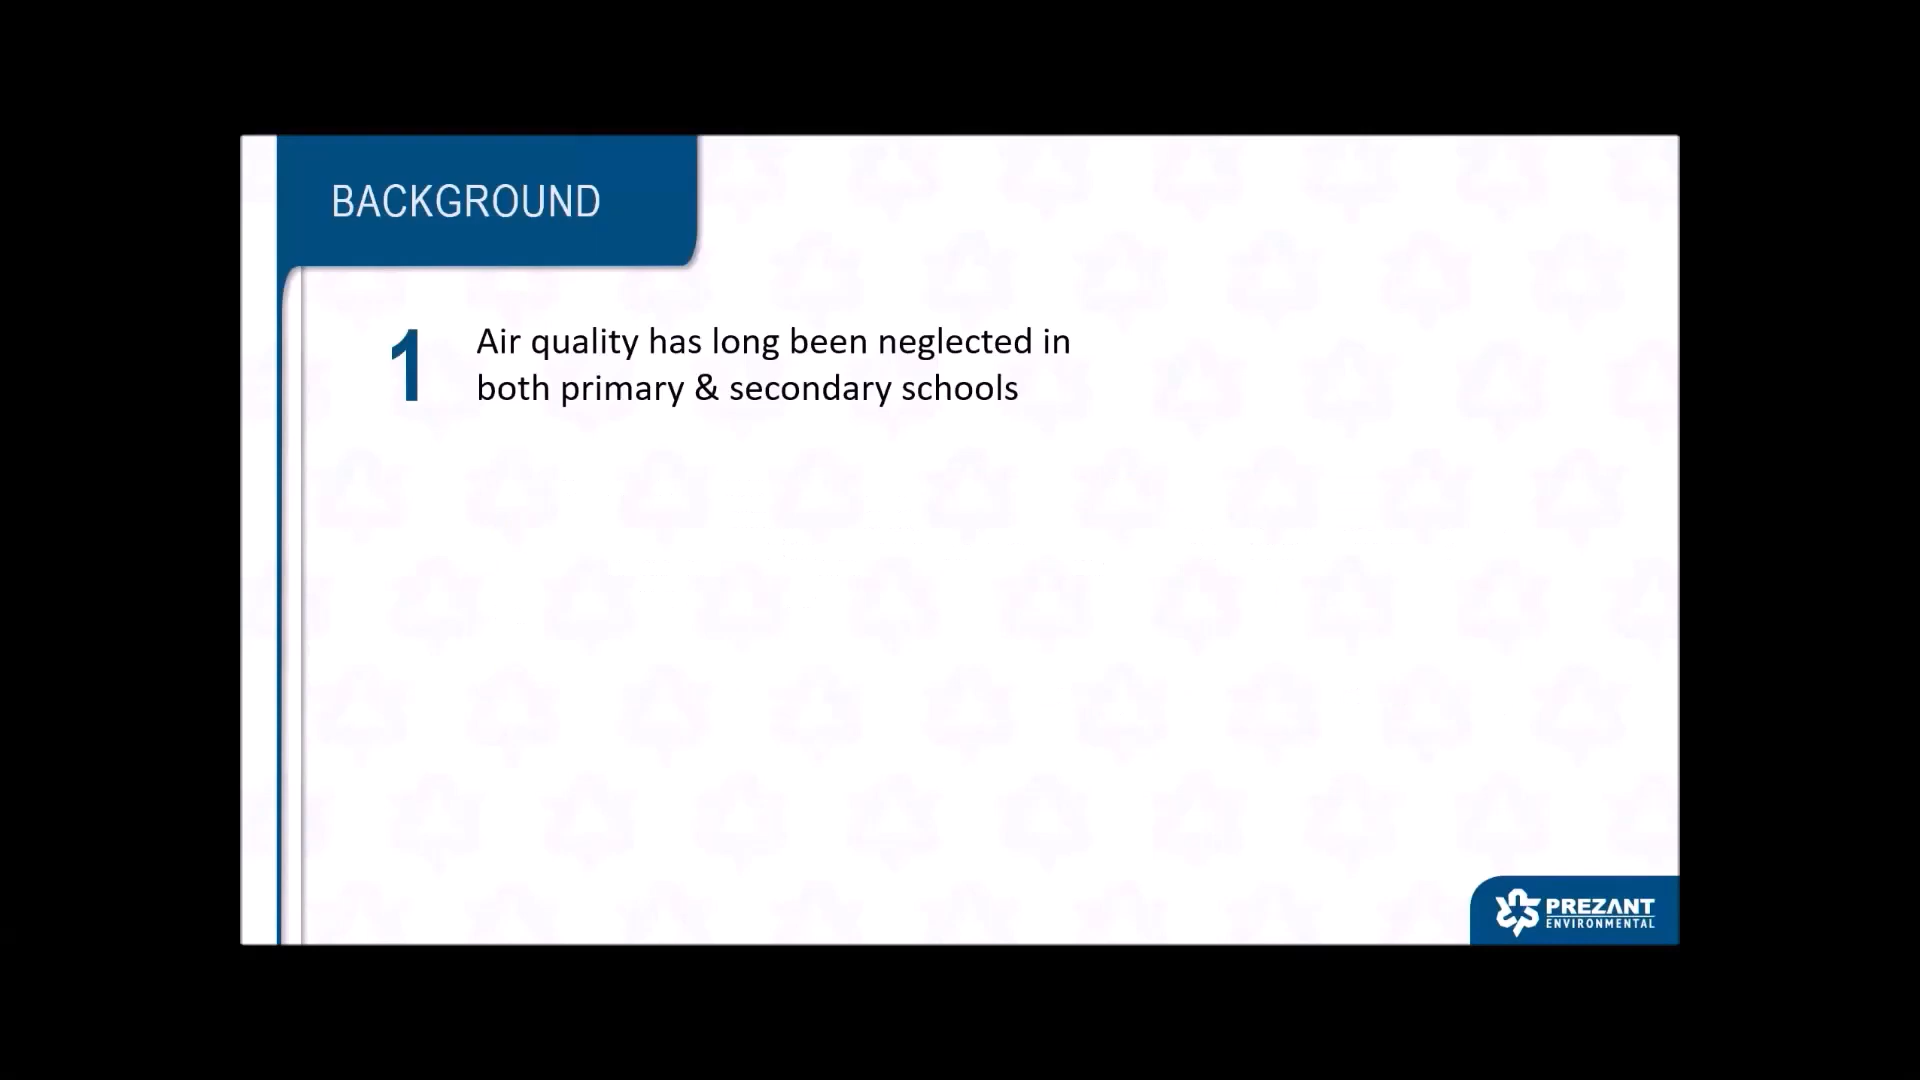 BACKGROUND
1
Air quality has long been neglected in
both primary & secondary schools
PREZANT
ENVIRONMENTAL